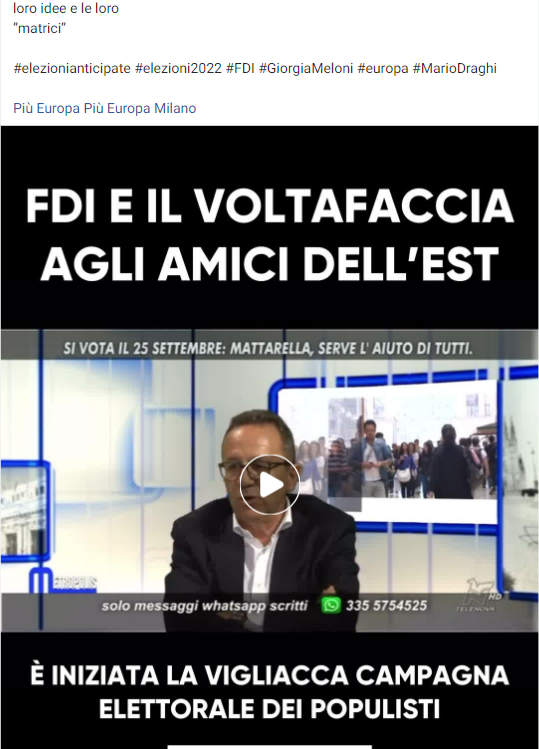 loro idee e le loro
"matrici"
#elezionianticipate #elezioni2022 #FDI #GiorgiaMeloni #europa #MarioDraghi
Più Europa Più Europa Milano
FDI E IL VOLTAFACCIA
AGLI AMICI DELL'EST
SI VOTA IL 25 SETTEMBRE: MATTARELLA, SERVE L' AIUTO DI TUTTI.
METROPOLIS
solo messaggi whatsapp scritti 335 5754525
HD
TELENOVA
È INIZIATA LA VIGLIACCA CAMPAGNA
ELETTORALE DEI POPULISTI